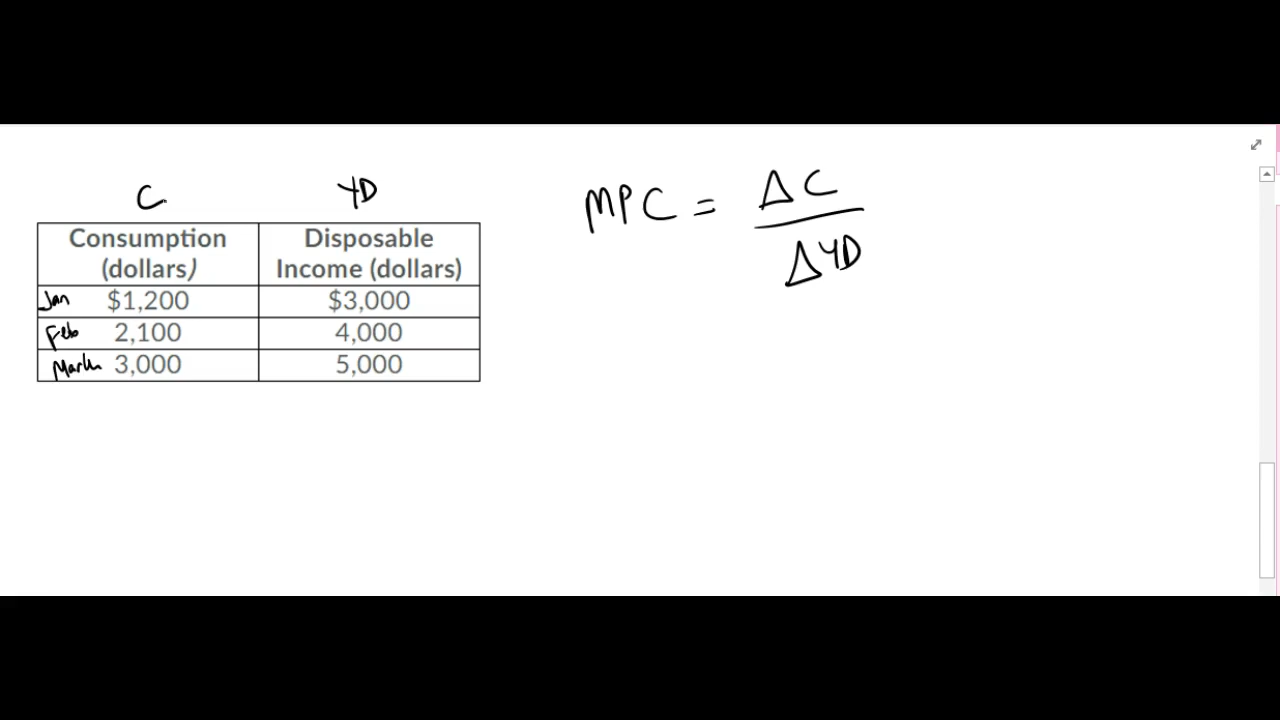 C YD
Consumption (dollars) Disposable Income (dollars)
Jan $1,200 $3,000
Feb 2,100 4,000
March 3,000 5,000
MPC = ΔC
ΔYD